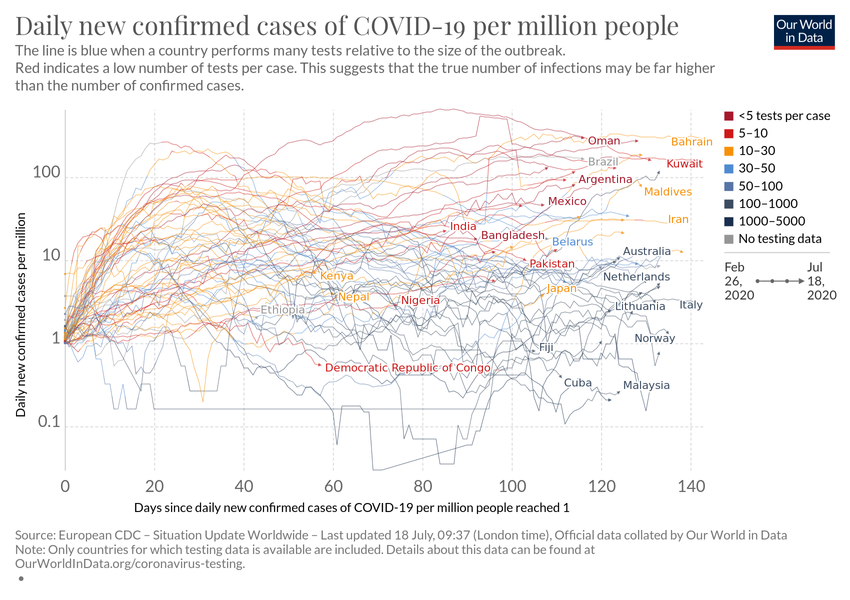 Daily new confirmed cases of COVID-19 per million people
Our World
in Data
The line is blue when a country performs many tests relative to the size of the outbreak.
Red indicates a low number of tests per case. This suggests that the true number of infections may be far higher
than the number of confirmed cases.
<5 tests per case
5–10
10–30
30–50
50–100
100–1000
1000–5000
No testing data
Feb
26,
2020
Jul
18,
2020
Daily new confirmed cases per million
100
10
1
0.1
Oman
Bahrain
Brazil
Kuwait
Argentina
Maldives
Mexico
Iran
India
Bangladesh
Belarus
Australia
Pakistan
Kenya
Netherlands
Japan
Nepal
Nigeria
Lithuania
Italy
Ethiopia
Norway
Fiji
Democratic Republic of Congo
Cuba
Malaysia
0
20
40
60
80
100
120
140
Days since daily new confirmed cases of COVID-19 per million people reached 1
Source: European CDC – Situation Update Worldwide – Last updated 18 July, 09:37 (London time), Official data collated by Our World in Data
Note: Only countries for which testing data is available are included. Details about this data can be found at
OurWorldInData.org/coronavirus-testing.